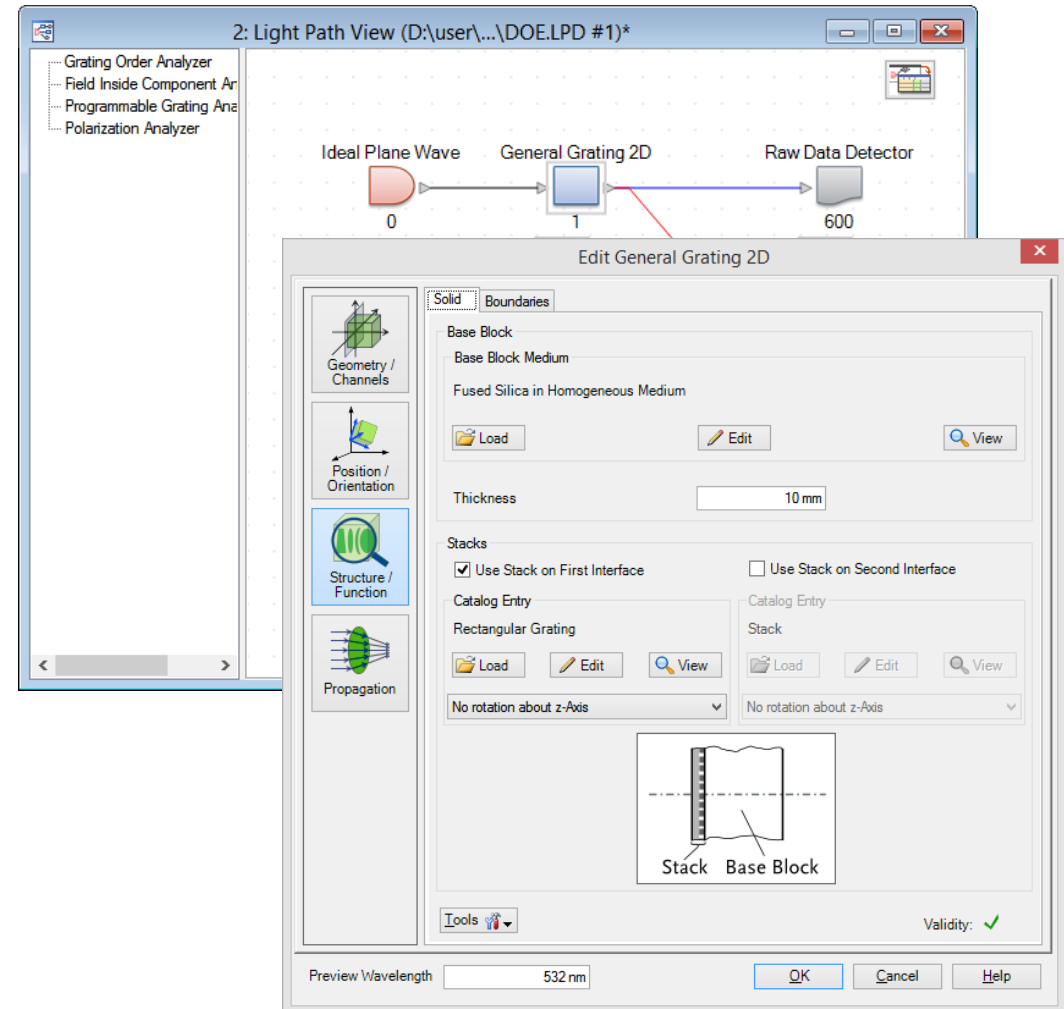 2: Light Path View (D:\user\...\DOE.LPD #1)*
Grating Order Analyzer
Field Inside Component Ar
Programmable Grating Ana
Polarization Analyzer
Ideal Plane Wave General Grating 2D Raw Data Detector
0 1 600
Edit General Grating 2D
Geometry /
Channels
Position /
Orientation
Structure /
Function
Propagation
Solid Boundaries
Base Block
Base Block Medium
Fused Silica in Homogeneous Medium
Load Edit View
Thickness 10 mm
Stacks
Use Stack on First Interface Use Stack on Second Interface
Catalog Entry Catalog Entry
Rectangular Grating Stack
Load Edit View Load Edit View
No rotation about z-Axis No rotation about z-Axis
Stack Base Block
Tools Validity:
Preview Wavelength 532 nm OK Cancel Help